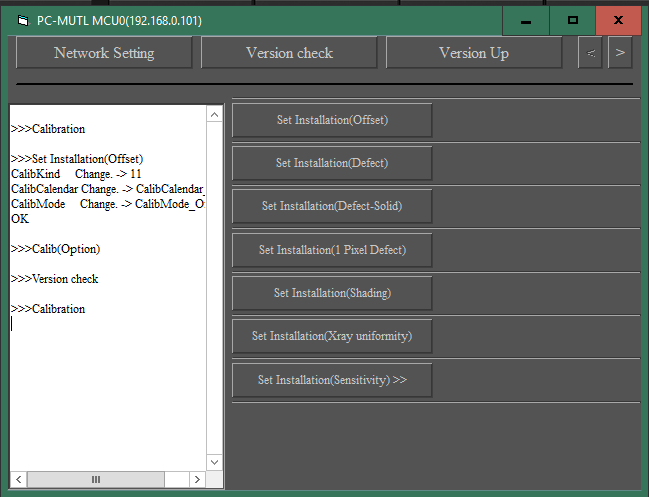 PC-MUTL MCU0(192.168.0.101)
Network Setting
Version check
Version Up
<
>
>>>Calibration
>>>Set Installation(Offset)
CalibKind Change. -> 11
CalibCalendar Change. -> CalibCalendar_
CalibMode Change. -> CalibMode_O
OK
>>>Calib(Option)
>>>Version check
>>>Calibration
Set Installation(Offset)
Set Installation(Defect)
Set Installation(Defect-Solid)
Set Installation(1 Pixel Defect)
Set Installation(Shading)
Set Installation(Xray uniformity)
Set Installation(Sensitivity) >>